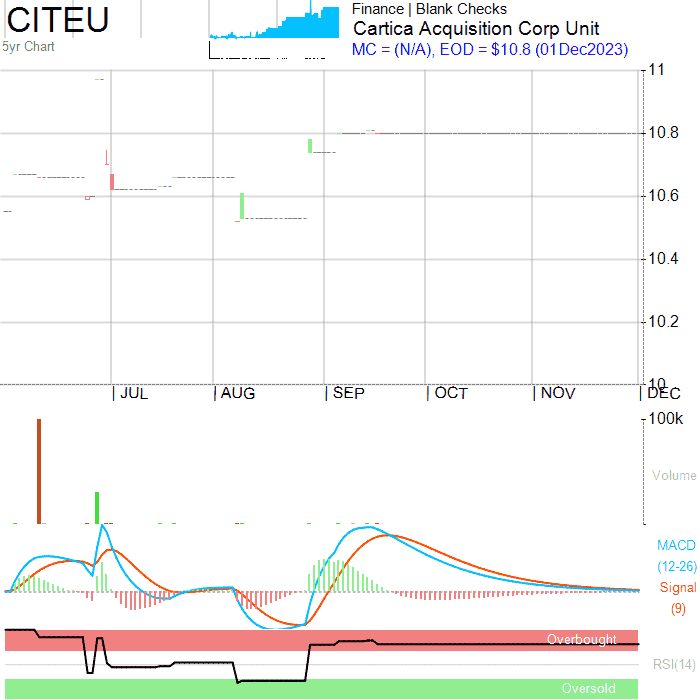 CITEU
5yr Chart
Finance | Blank Checks
Cartica Acquisition Corp Unit
MC = (N/A), EOD = $10.8 (01Dec2023)
11
10.8
10.6
10.4
10.2
10
| JUL | AUG | SEP | OCT | NOV | DEC
100k
Volume
MACD
(12-26)
Signal
(9)
Overbought
RSI(14)
Oversold